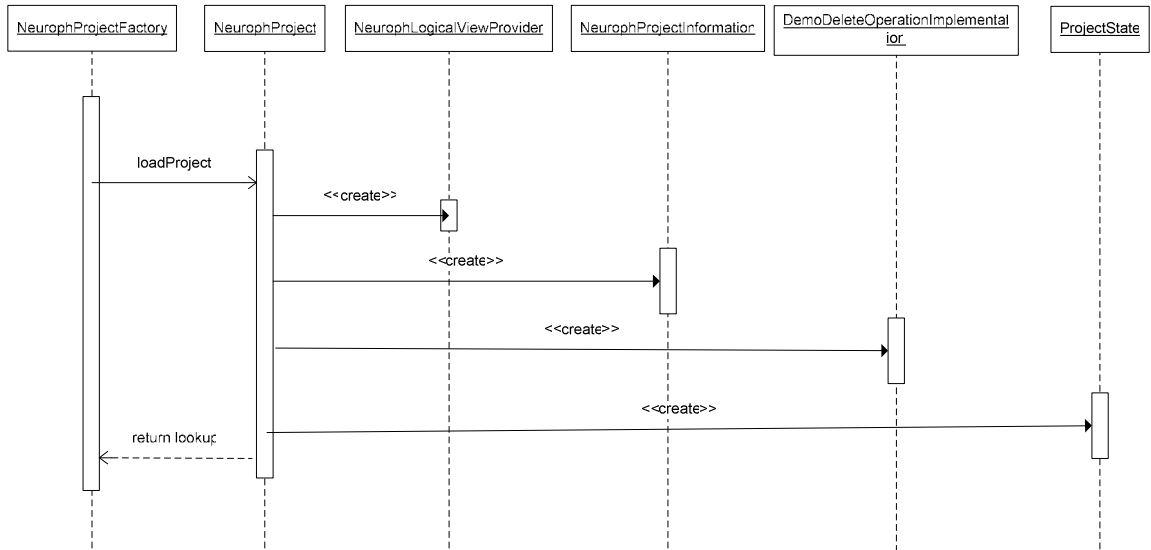 NeurophProjectFactory
NeurophProject
NeurophLogicalViewProvider
NeurophProjectInformation
DemoDeleteOperationImplementat
ior
ProjectState
loadProject
<<create>>
<<create>>
<<create>>
<<create>>
return lookup